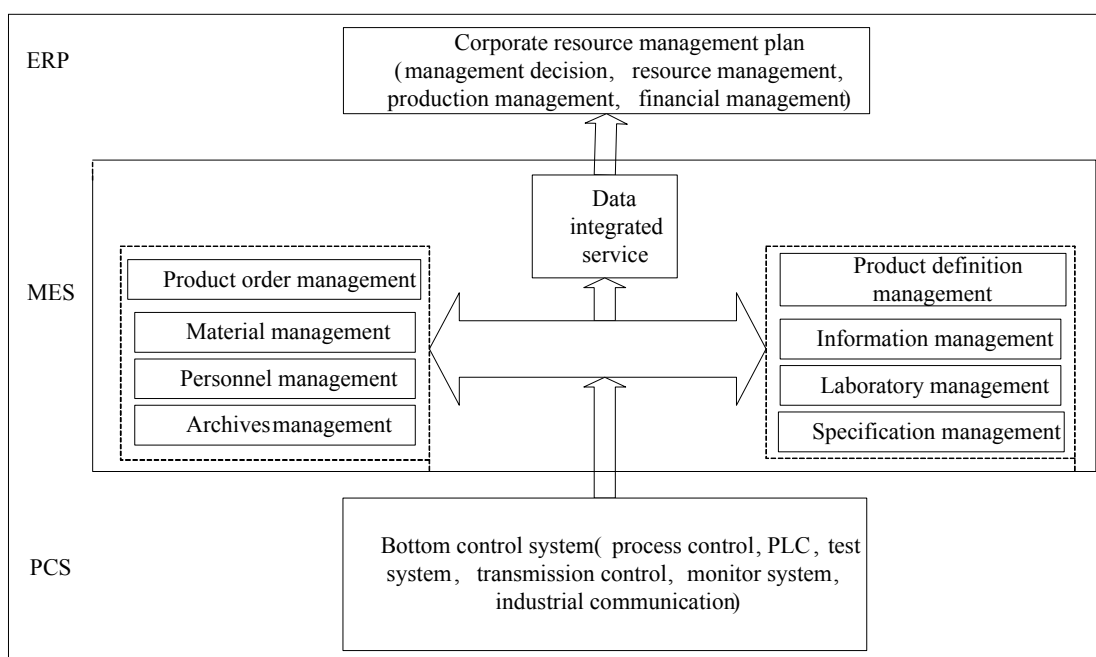 ERP
Corporate resource management plan
(management decision, resource management,
production management, financial management)
MES
Data
integrated
service
Product order management
Material management
Personnel management
Archivesmanagement
Product definition
management
Information management
Laboratory management
Specification management
PCS
Bottom control system( process control, PLC, test
system, transmission control, monitor system,
industrial communication)